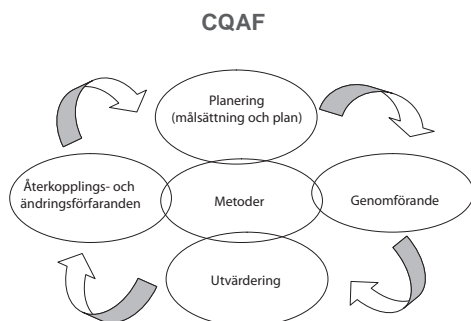 CQAF
Planering
(målsättning och plan)
Återkopplings- och
ändringsförfaranden
Metoder
Genomförande
Utvärdering